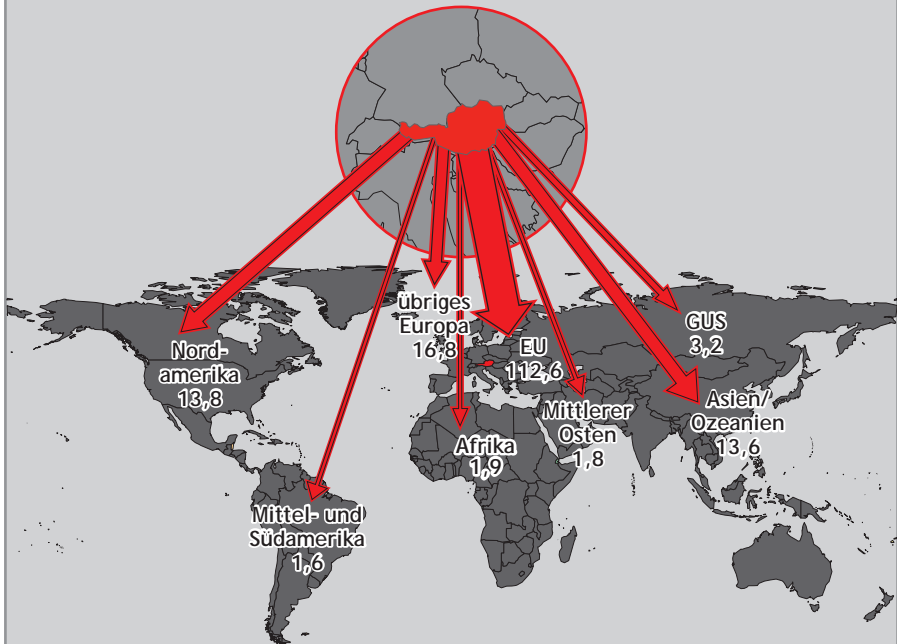 übriges
Europa
16,8
EU
112,6
GUS
3,2
Nord-
amerika
13,8
Asien/
Ozeanien
13,6
Mittlerer
Osten
1,8
Afrika
1,9
Mittel- und
Südamerika
1,6